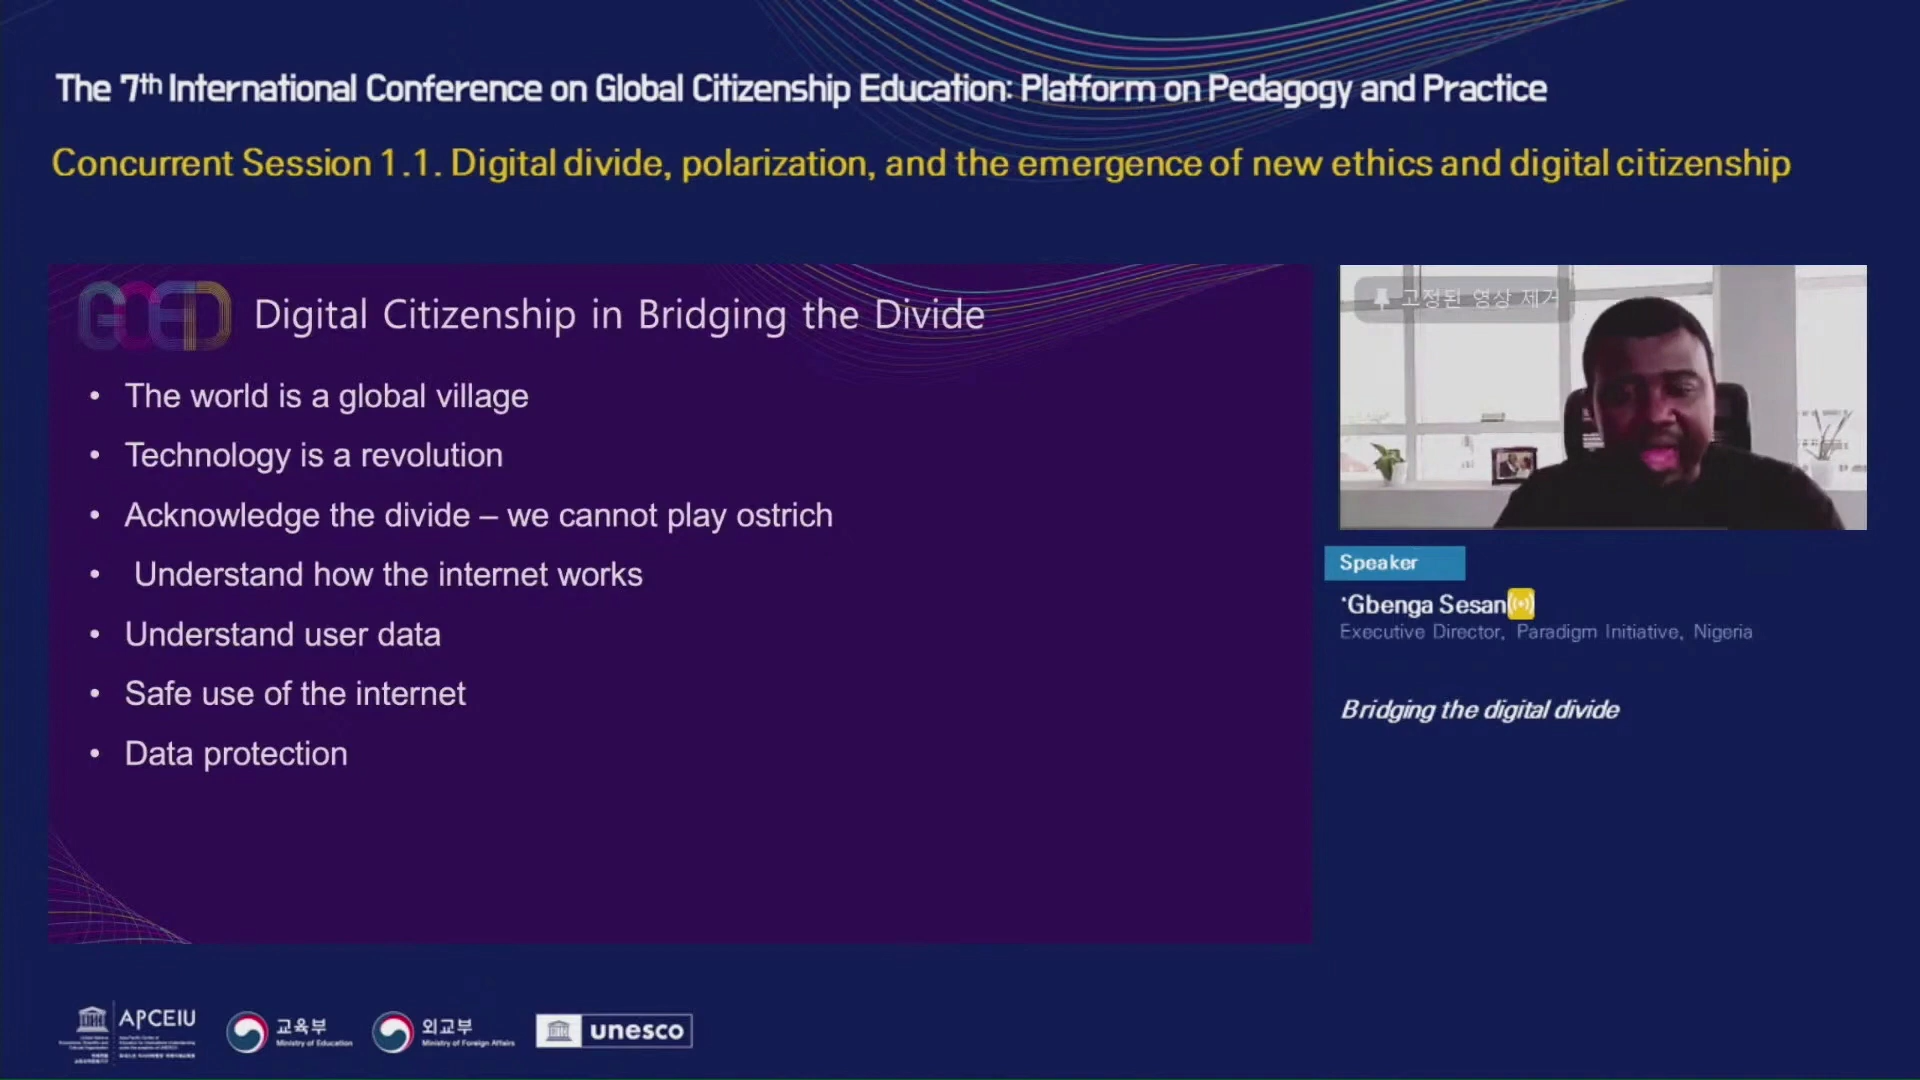 The 7th International Conference on Global Citizenship Education: Platform on Pedagogy and Practice
Concurrent Session 1.1. Digital divide, polarization, and the emergence of new ethics and digital citizenship
GCED
Digital Citizenship in Bridging the Divide
• The world is a global village
• Technology is a revolution
• Acknowledge the divide – we cannot play ostrich
• Understand how the internet works
• Understand user data
• Safe use of the internet
• Data protection
고정된 영상 제거
Speaker
'Gbenga Sesan
Executive Director, Paradigm Initiative, Nigeria
Bridging the digital divide
APCEIU
교육부
Ministry of Education
외교부
Ministry of Foreign Affairs
unesco